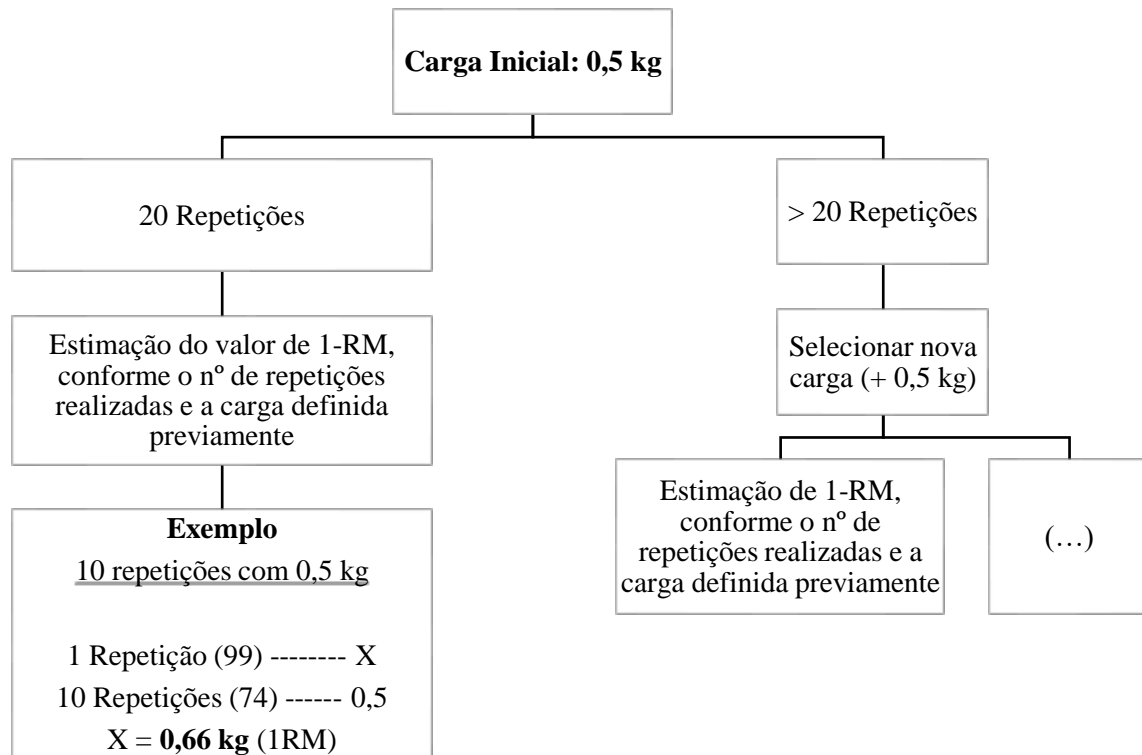 Carga Inicial: 0,5 kg
20 Repetições
> 20 Repetições
Estimação do valor de 1-RM,
conforme o nº de repetições
realizadas e a carga definida
previamente
Selecionar nova
carga (+ 0,5 kg)
Exemplo
10 repetições com 0,5 kg
1 Repetição (99) -------- X
10 Repetições (74) ------ 0,5
X = 0,66 kg (1RM)
Estimação de 1-RM,
conforme o nº de
repetições realizadas e a
carga definida previamente
(…)